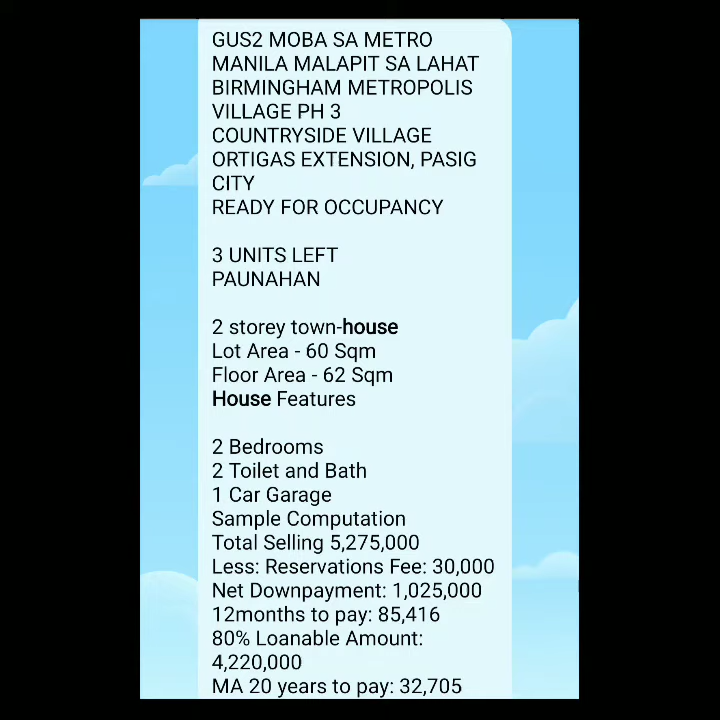 GUS2 MOBA SA METRO
MANILA MALAPIT SA LAHAT
BIRMINGHAM METROPOLIS
VILLAGE PH 3
COUNTRYSIDE VILLAGE
ORTIGAS EXTENSION, PASIG
CITY
READY FOR OCCUPANCY
3 UNITS LEFT
PAUNAHAN
2 storey town-house
Lot Area - 60 Sqm
Floor Area - 62 Sqm
House Features
2 Bedrooms
2 Toilet and Bath
1 Car Garage
Sample Computation
Total Selling 5,275,000
Less: Reservations Fee: 30,000
Net Downpayment: 1,025,000
12months to pay: 85,416
80% Loanable Amount:
4,220,000
MA 20 years to pay: 32,705